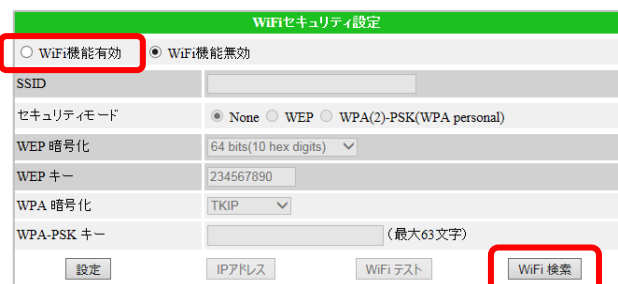 WiFiセキュリティ設定
WiFi機能有効 WiFi機能無効
SSID
セキュリティモード None WEP WPA(2)-PSK(WPA personal)
WEP 暗号化 64 bits(10 hex digits)
WEP キー 234567890
WPA 暗号化 TKIP
WPA-PSK キー (最大63文字)
設定 IPアドレス WiFi テスト WiFi 検索